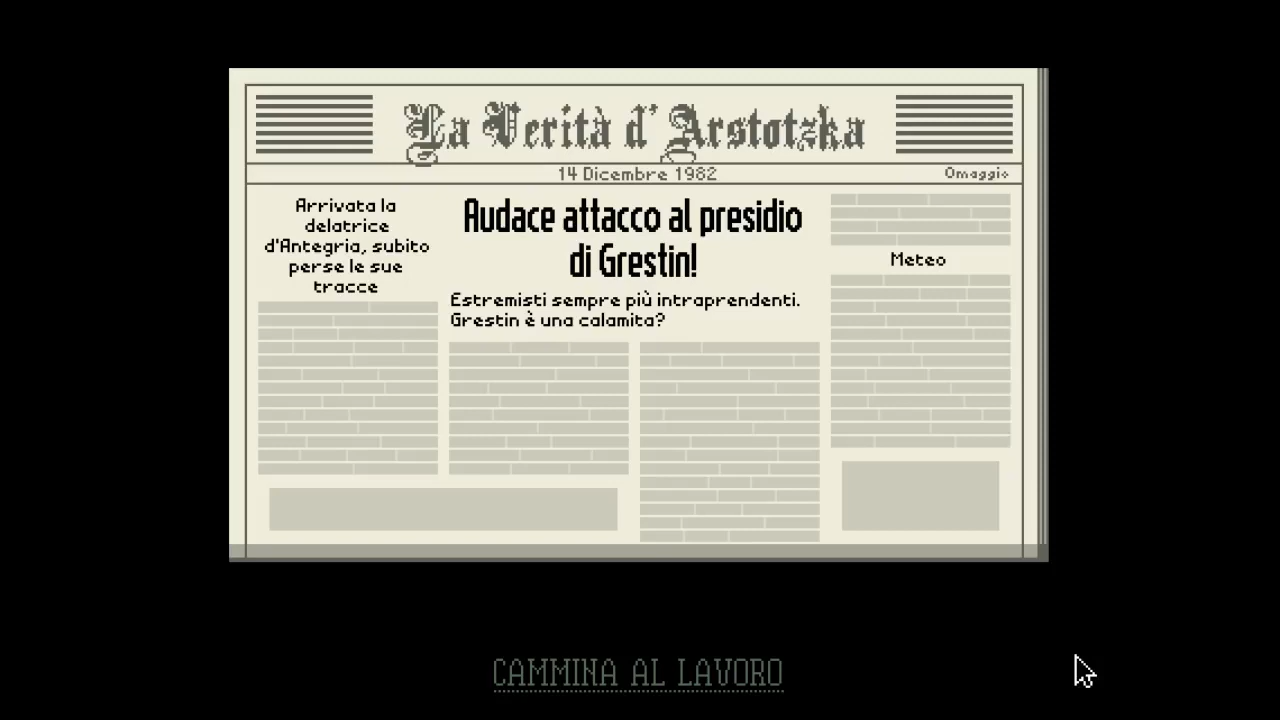 La Verità d'Arstotzka
14 Dicembre 1982
Omaggio
Arrivata la
delatrice
d'Antegria, subito
perse le sue
tracce
Audace attacco al presidio
di Grestin!
Estremisti sempre più intraprendenti.
Grestin è una calamita?
Meteo
CAMMINA AL LAVORO